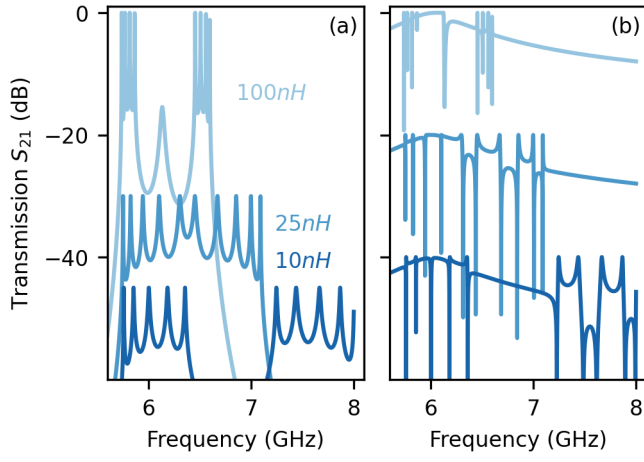 (a)
(b)
0
−20
−40
Transmission S₂₁ (dB)
100nH
25nH
10nH
6
7
8
Frequency (GHz)
6
7
8
Frequency (GHz)